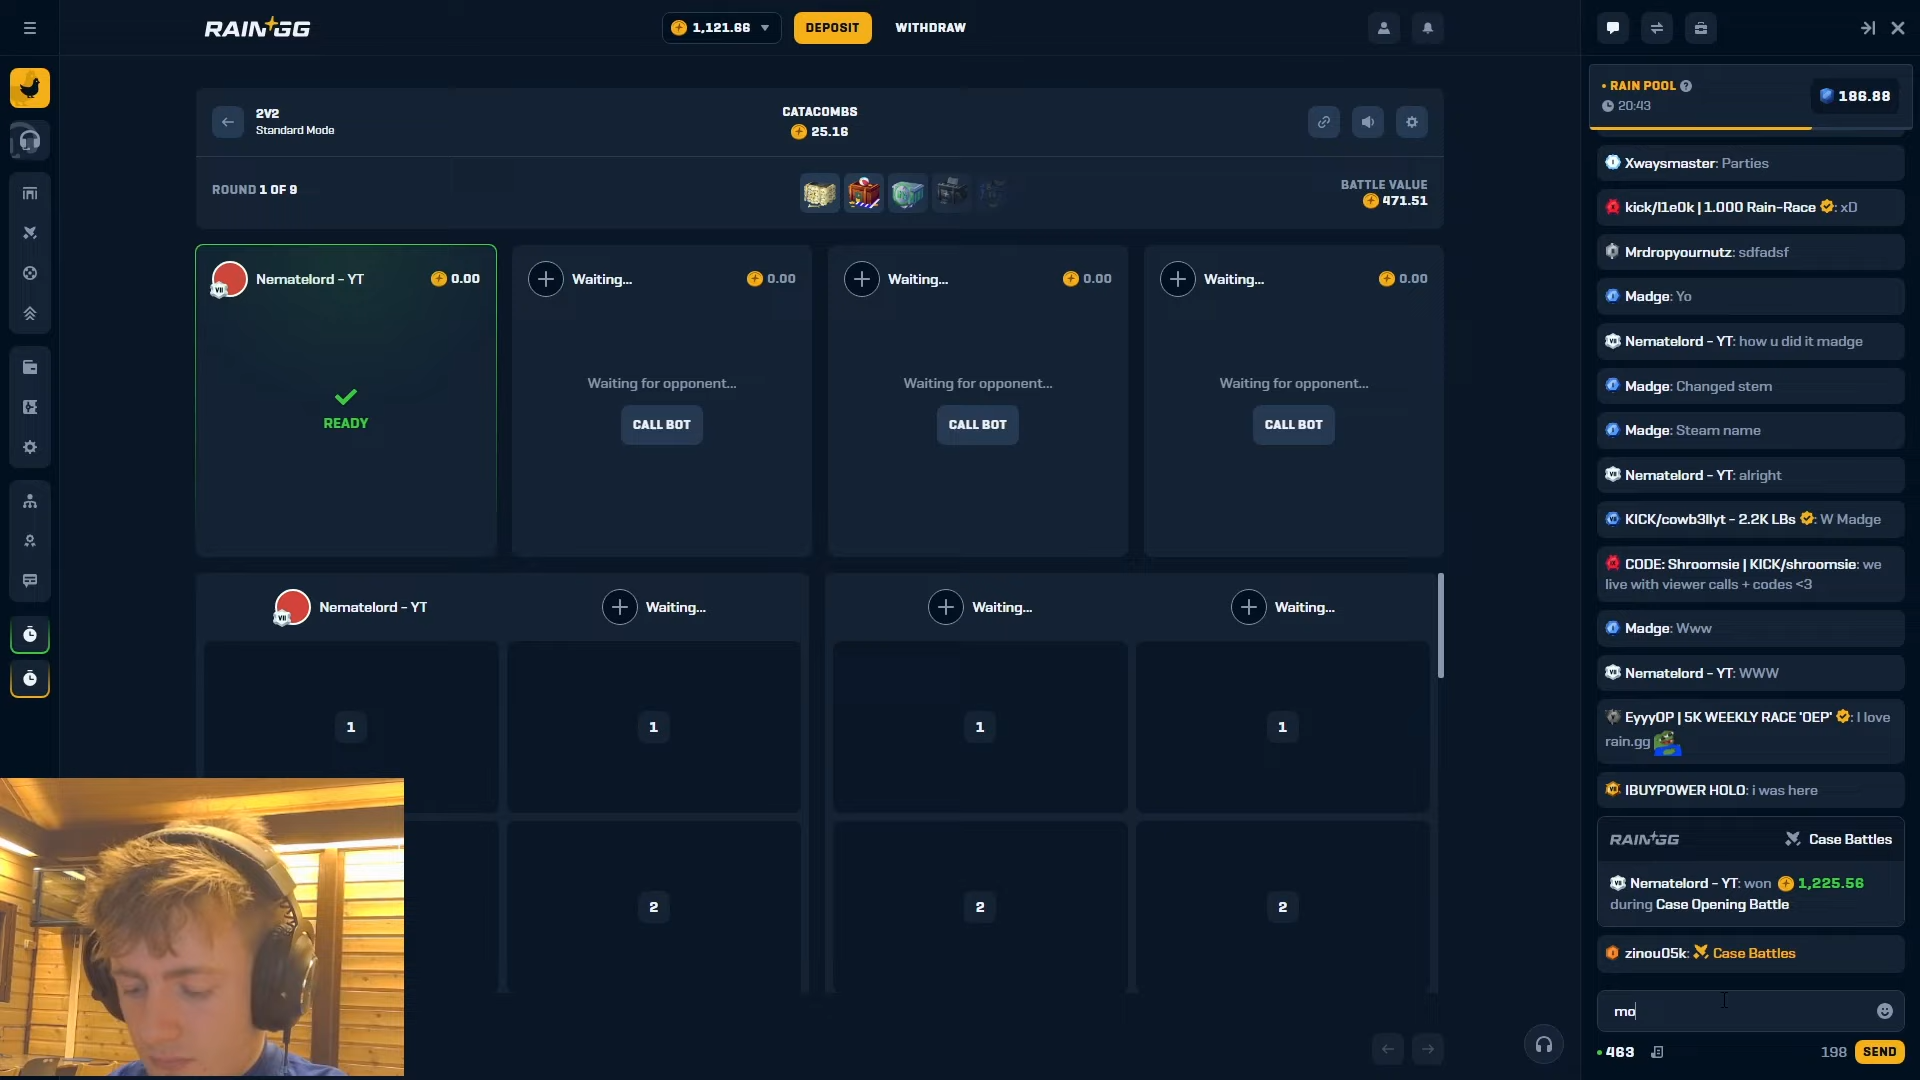 RAIN GG
1,121.66
DEPOSIT
WITHDRAW
2V2
Standard Mode
CATACOMBS
25.16
ROUND 1 OF 9
BATTLE VALUE
471.51
Nematelord - YT
0.00
Waiting...
0.00
Waiting...
0.00
Waiting...
0.00
READY
Waiting for opponent...
CALL BOT
Waiting for opponent...
CALL BOT
Waiting for opponent...
CALL BOT
Nematelord - YT
Waiting...
Waiting...
Waiting...
1
1
1
1
2
2
2
RAIN POOL
20:43
186.88
Xwaysmaster: Parties
kick/l1e0k | 1.000 Rain-Race : xD
Mrdropyournutz: sdfadsf
Madge: Yo
Nematelord - YT: how u did it madge
Madge: Changed stem
Madge: Steam name
Nematelord - YT: alright
KICK/cowb3llyt - 2.2K LBs : W Madge
CODE: Shroomsie | KICK/shroomsie: we
live with viewer calls + codes <3
Madge: Www
Nematelord - YT: WWW
EyyyOP | 5K WEEKLY RACE 'OEP' : I love
rain.gg
IBUYPOWER HOLO: i was here
RAIN GG
Case Battles
Nematelord - YT: won 1,225.56
during Case Opening Battle
zinou05k: Case Battles
mo
463
198
SEND